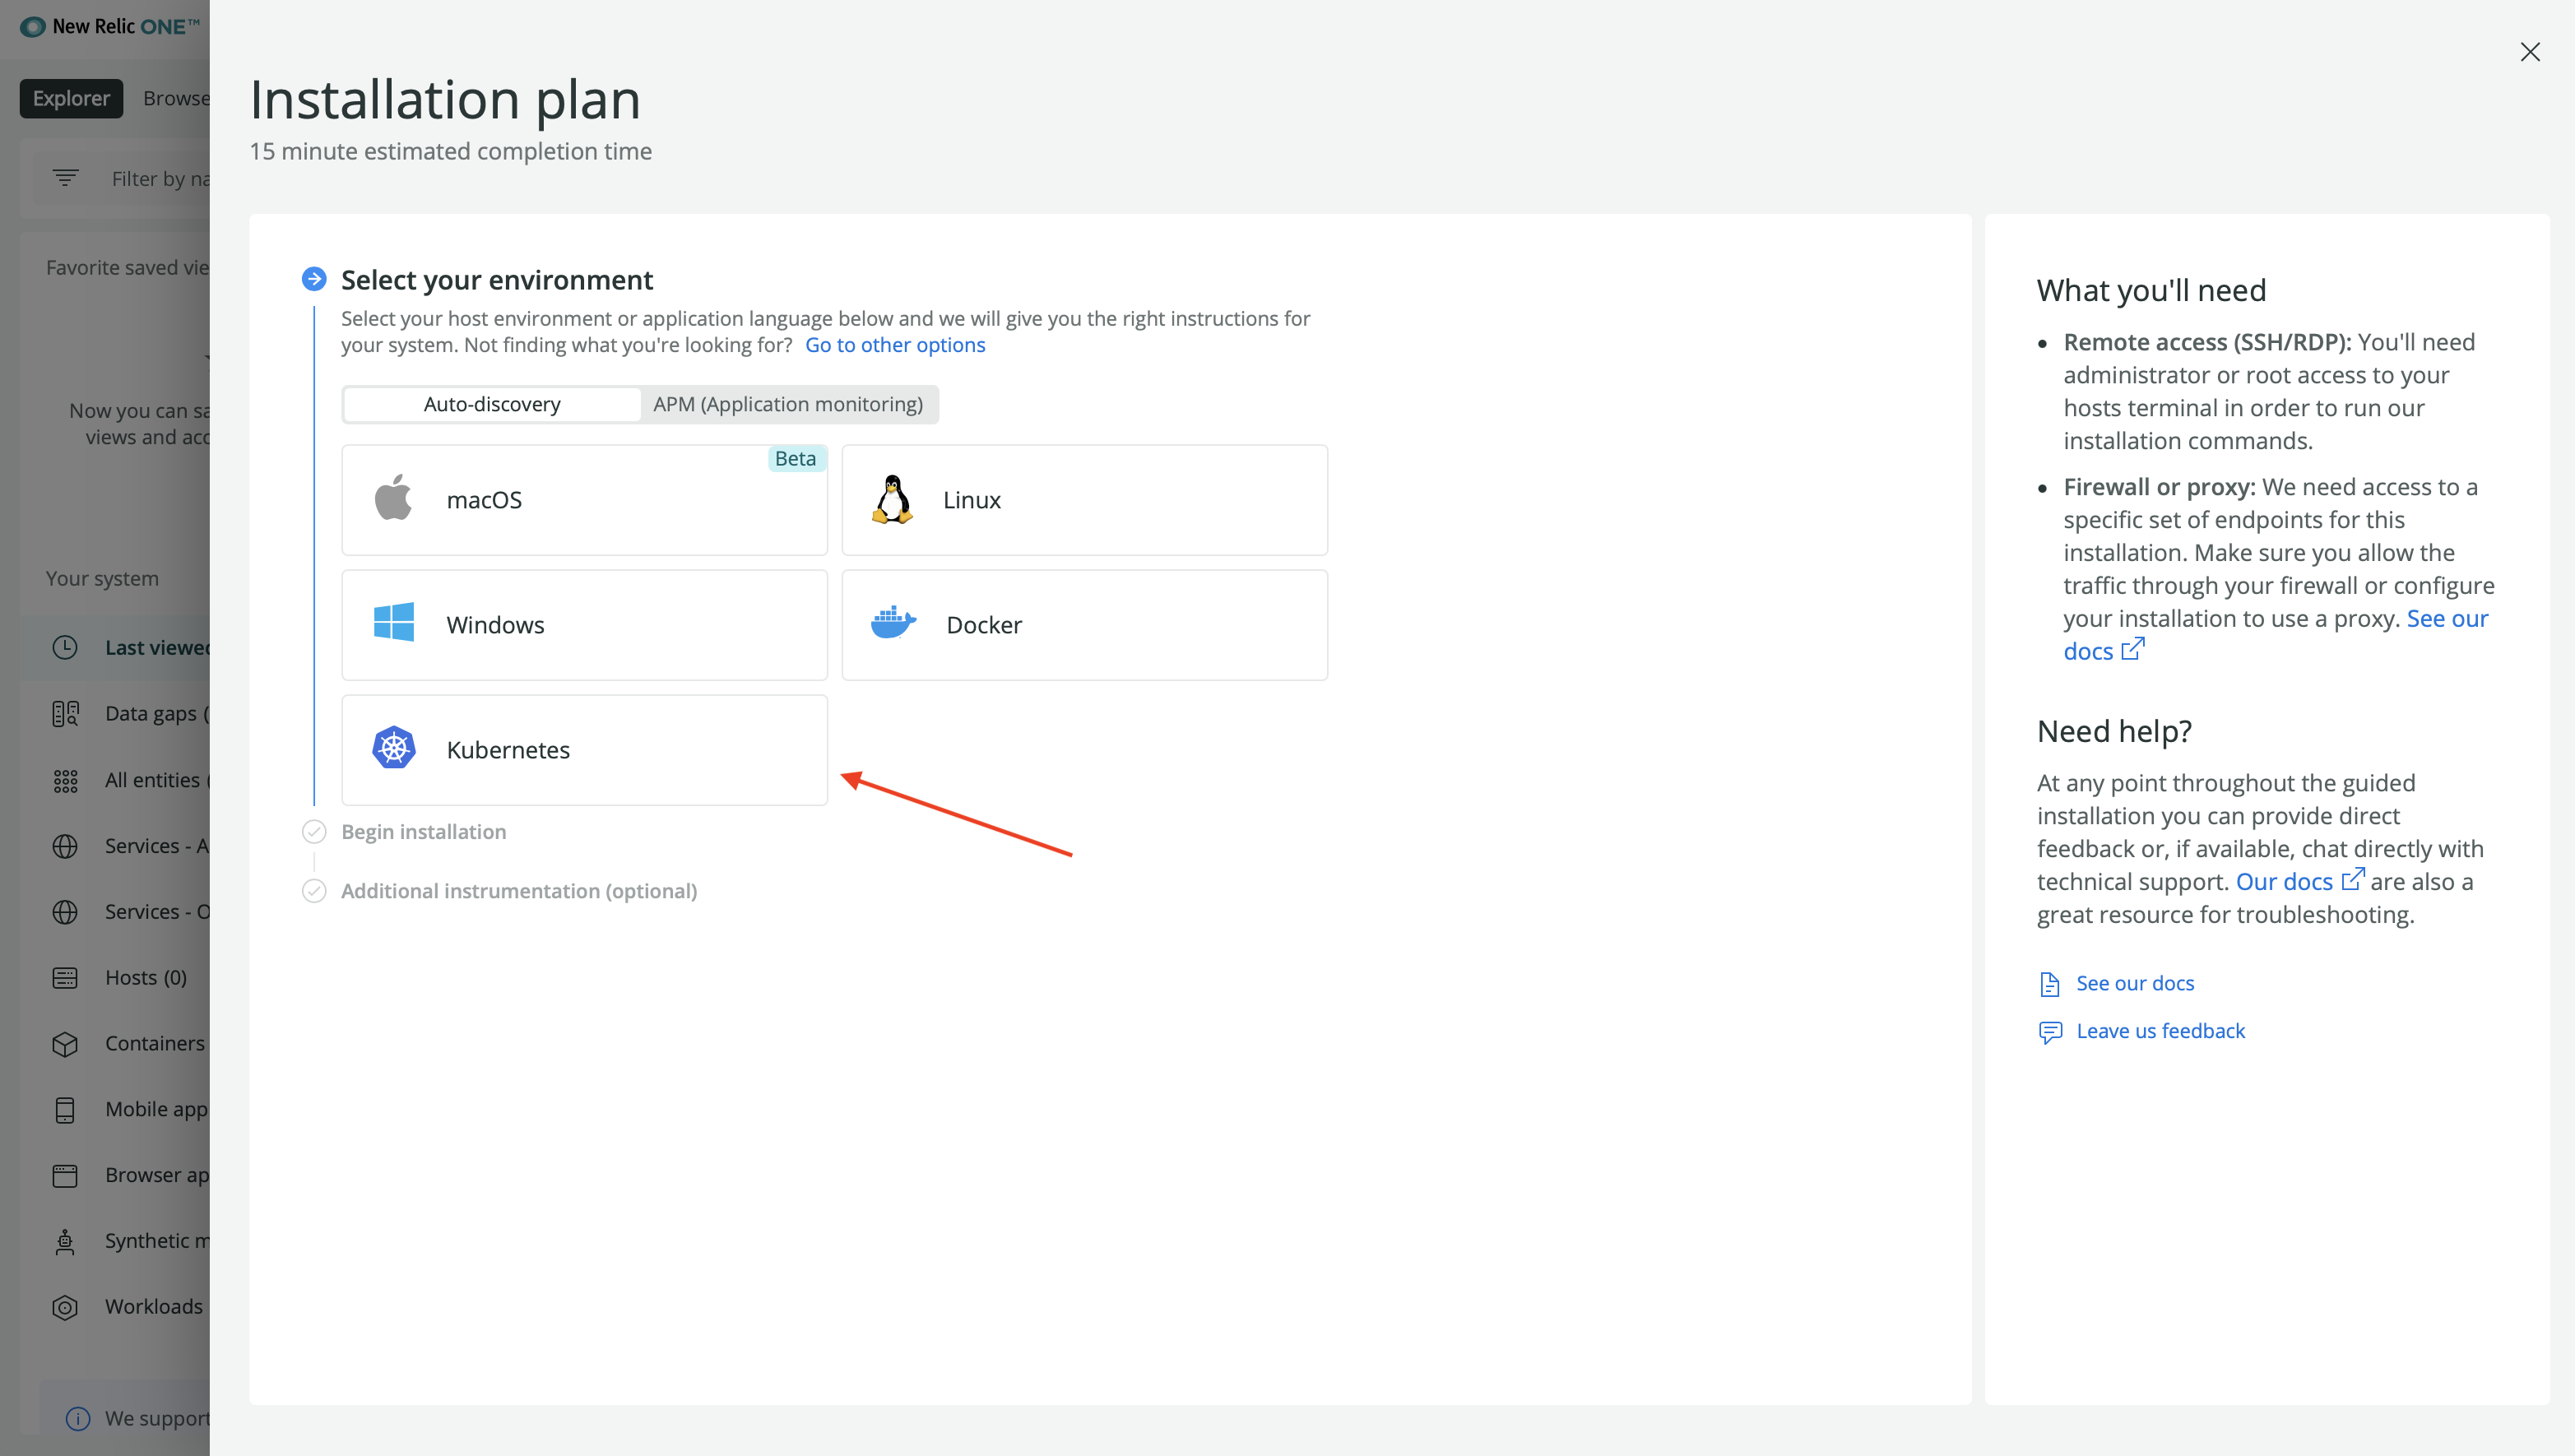 New Relic ONE™
Explorer
Browse
Filter by na
Favorite saved vie
Now you can sa
views and acc
Your system
Last viewed
Data gaps (
All entities (
Services - A
Services - O
Hosts (0)
Containers
Mobile app
Browser ap
Synthetic m
Workloads
We support
Installation plan
15 minute estimated completion time
Select your environment
Select your host environment or application language below and we will give you the right instructions for
your system. Not finding what you're looking for? Go to other options
Auto-discovery
APM (Application monitoring)
Beta
macOS
Linux
Windows
Docker
Kubernetes
Begin installation
Additional instrumentation (optional)
What you'll need
• Remote access (SSH/RDP): You'll need
administrator or root access to your
hosts terminal in order to run our
installation commands.
• Firewall or proxy: We need access to a
specific set of endpoints for this
installation. Make sure you allow the
traffic through your firewall or configure
your installation to use a proxy. See our
docs
Need help?
At any point throughout the guided
installation you can provide direct
feedback or, if available, chat directly with
technical support. Our docs are also a
great resource for troubleshooting.
See our docs
Leave us feedback